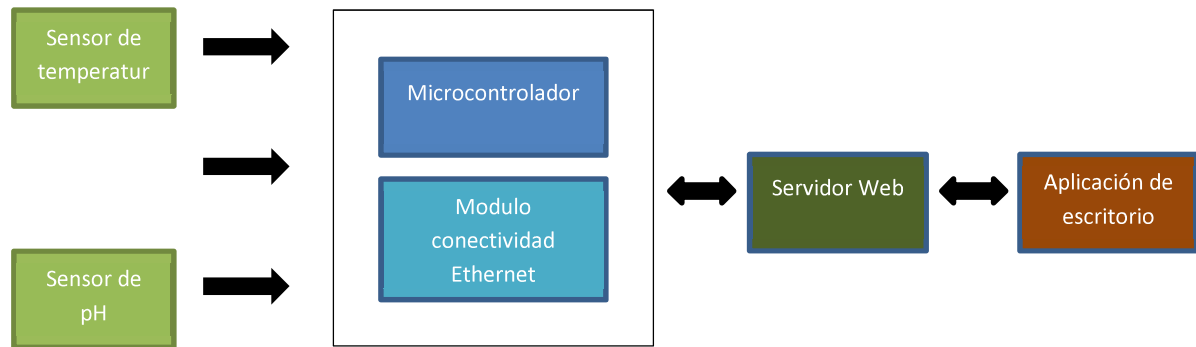 Sensor de
temperatur
Microcontrolador
Modulo
conectividad
Ethernet
Sensor de
pH
Servidor Web
Aplicación de
escritorio